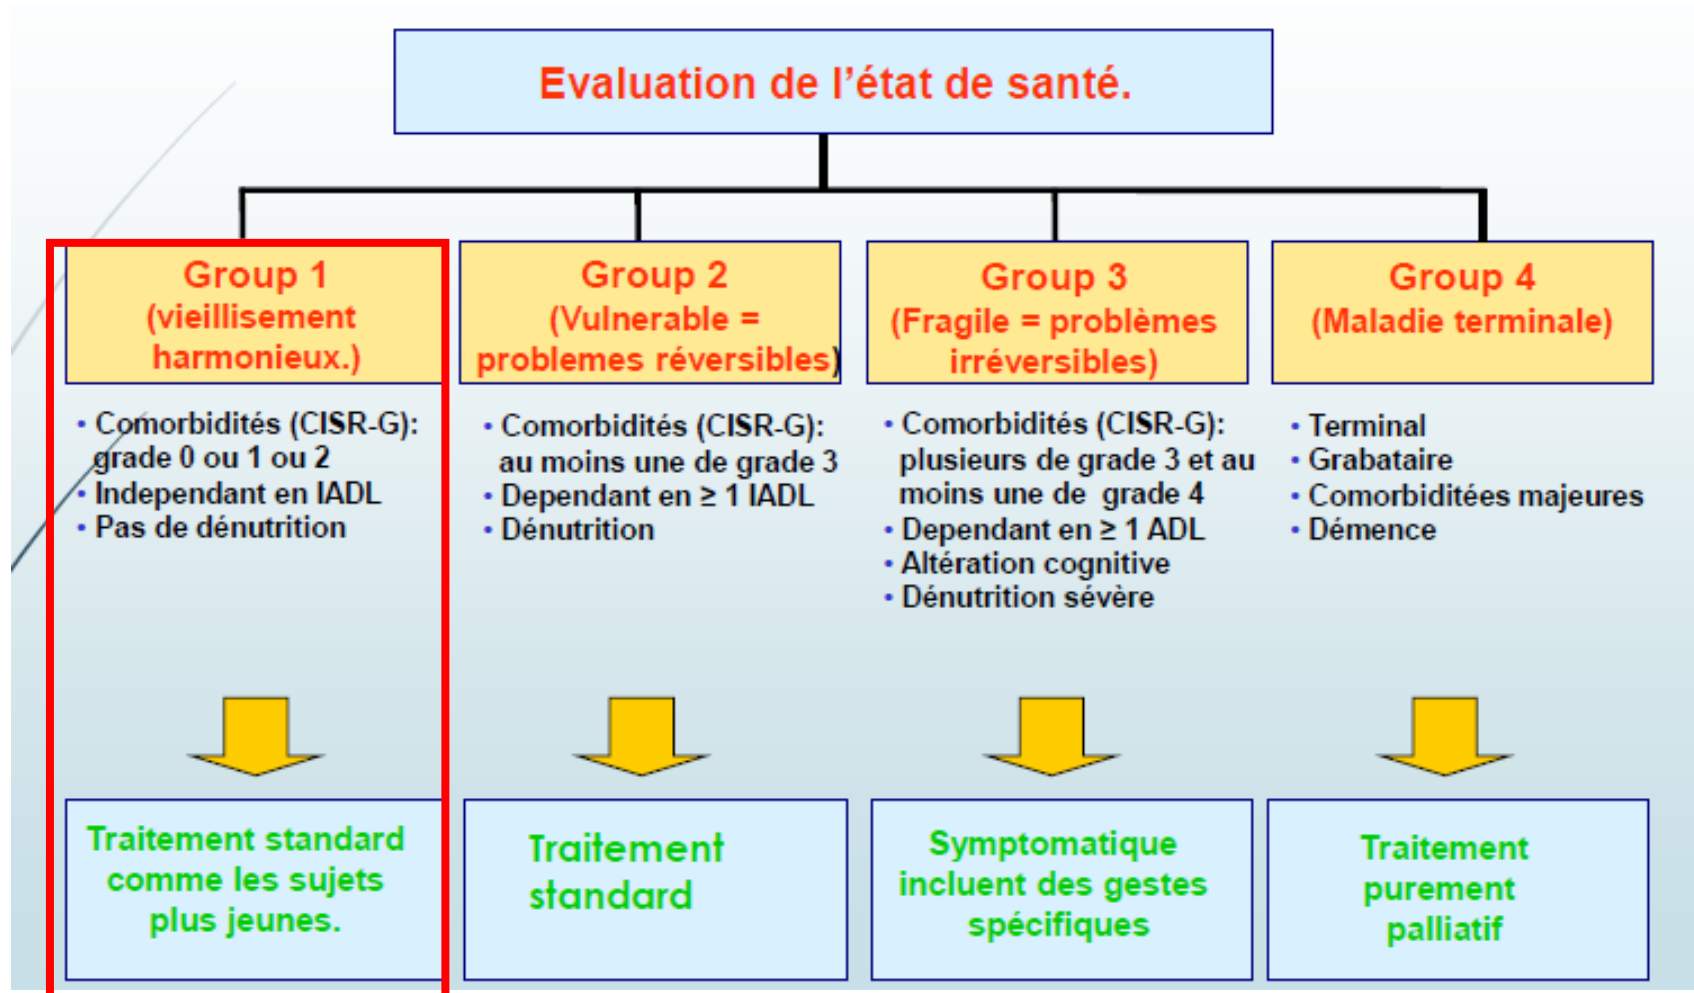 Evaluation de l'état de santé.
Group 1
(vieillisement
harmonieux.)
• Comorbidités (CISR-G):
grade 0 ou 1 ou 2
• Independant en IADL
• Pas de dénutrition
Traitement standard
comme les sujets
plus jeunes.
Group 2
(Vulnerable =
problemes réversibles)
• Comorbidités (CISR-G):
au moins une de grade 3
• Dependant en ≥ 1 IADL
• Dénutrition
Traitement
standard
Group 3
(Fragile = problèmes
irréversibles)
• Comorbidités (CISR-G):
plusieurs de grade 3 et au
moins une de grade 4
• Dependant en ≥ 1 ADL
• Altération cognitive
• Dénutrition sévère
Symptomatique
incluent des gestes
spécifiques
Group 4
(Maladie terminale)
• Terminal
• Grabataire
• Comorbiditées majeures
• Démence
Traitement
purement
palliatif